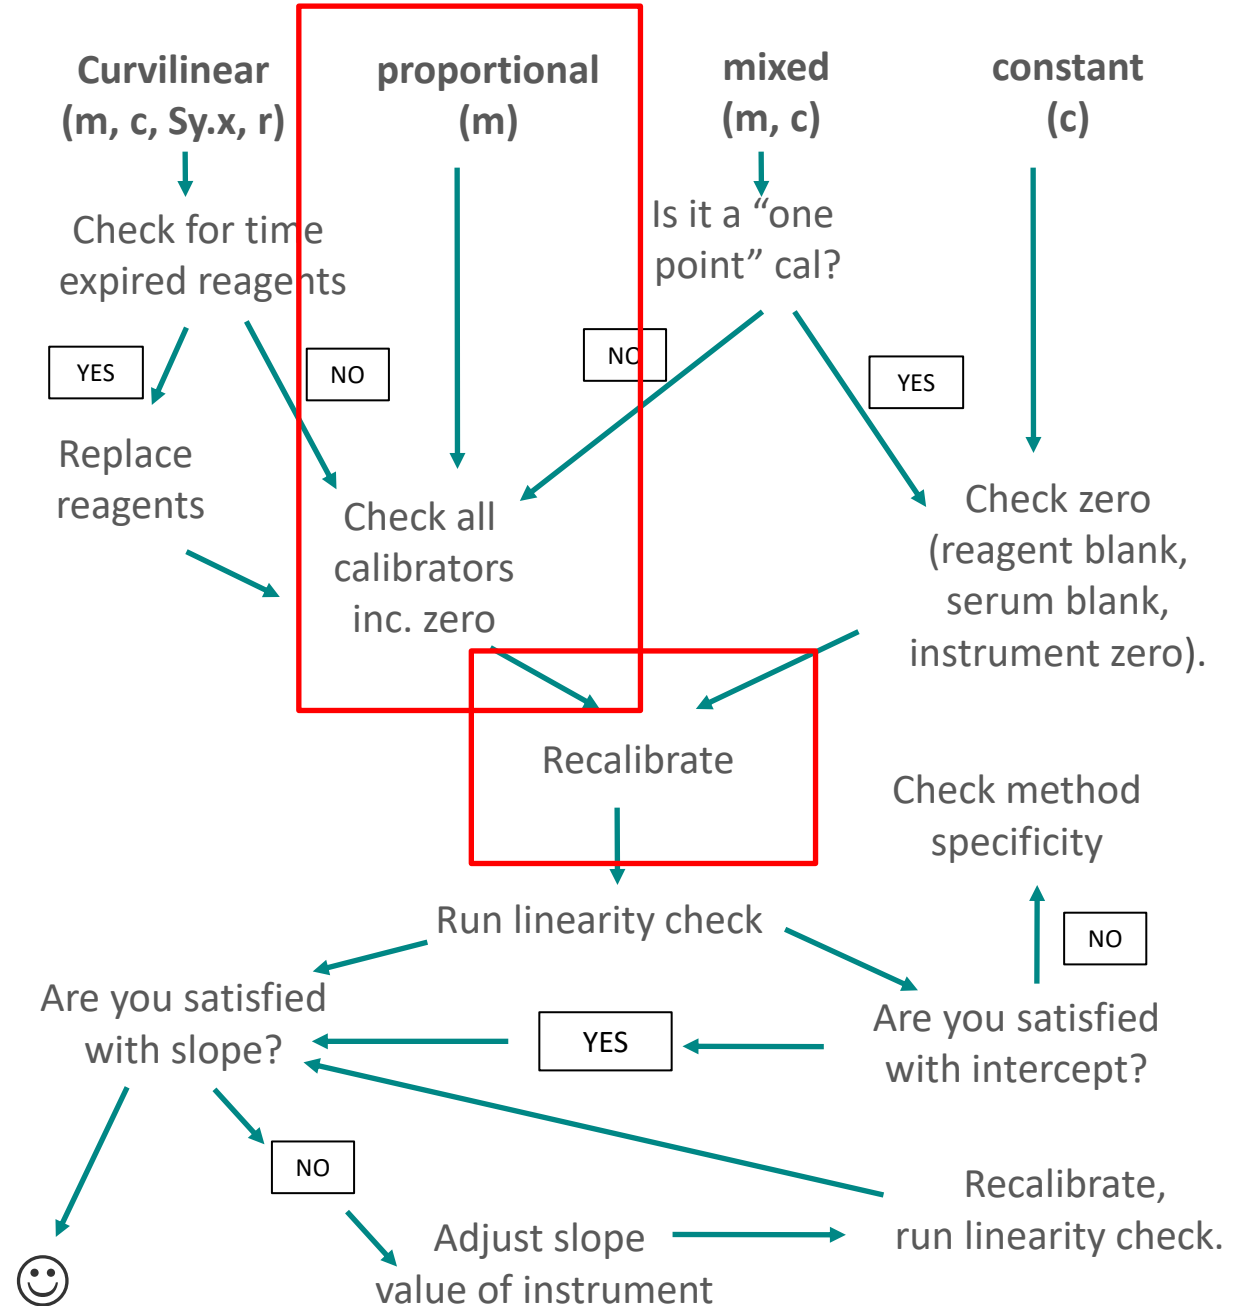 Curvilinear
(m, c, Sy.x, r)
proportional
(m)
mixed
(m, c)
constant
(c)
Check for time
expired reagents
Is it a “one
point” cal?
YES
NO
NO
YES
Replace
reagents
Check all
calibrators
inc. zero
Check zero
(reagent blank,
serum blank,
instrument zero).
Recalibrate
Check method
specificity
Run linearity check
NO
Are you satisfied
with slope?
YES
Are you satisfied
with intercept?
NO
Adjust slope
value of instrument
Recalibrate,
run linearity check.